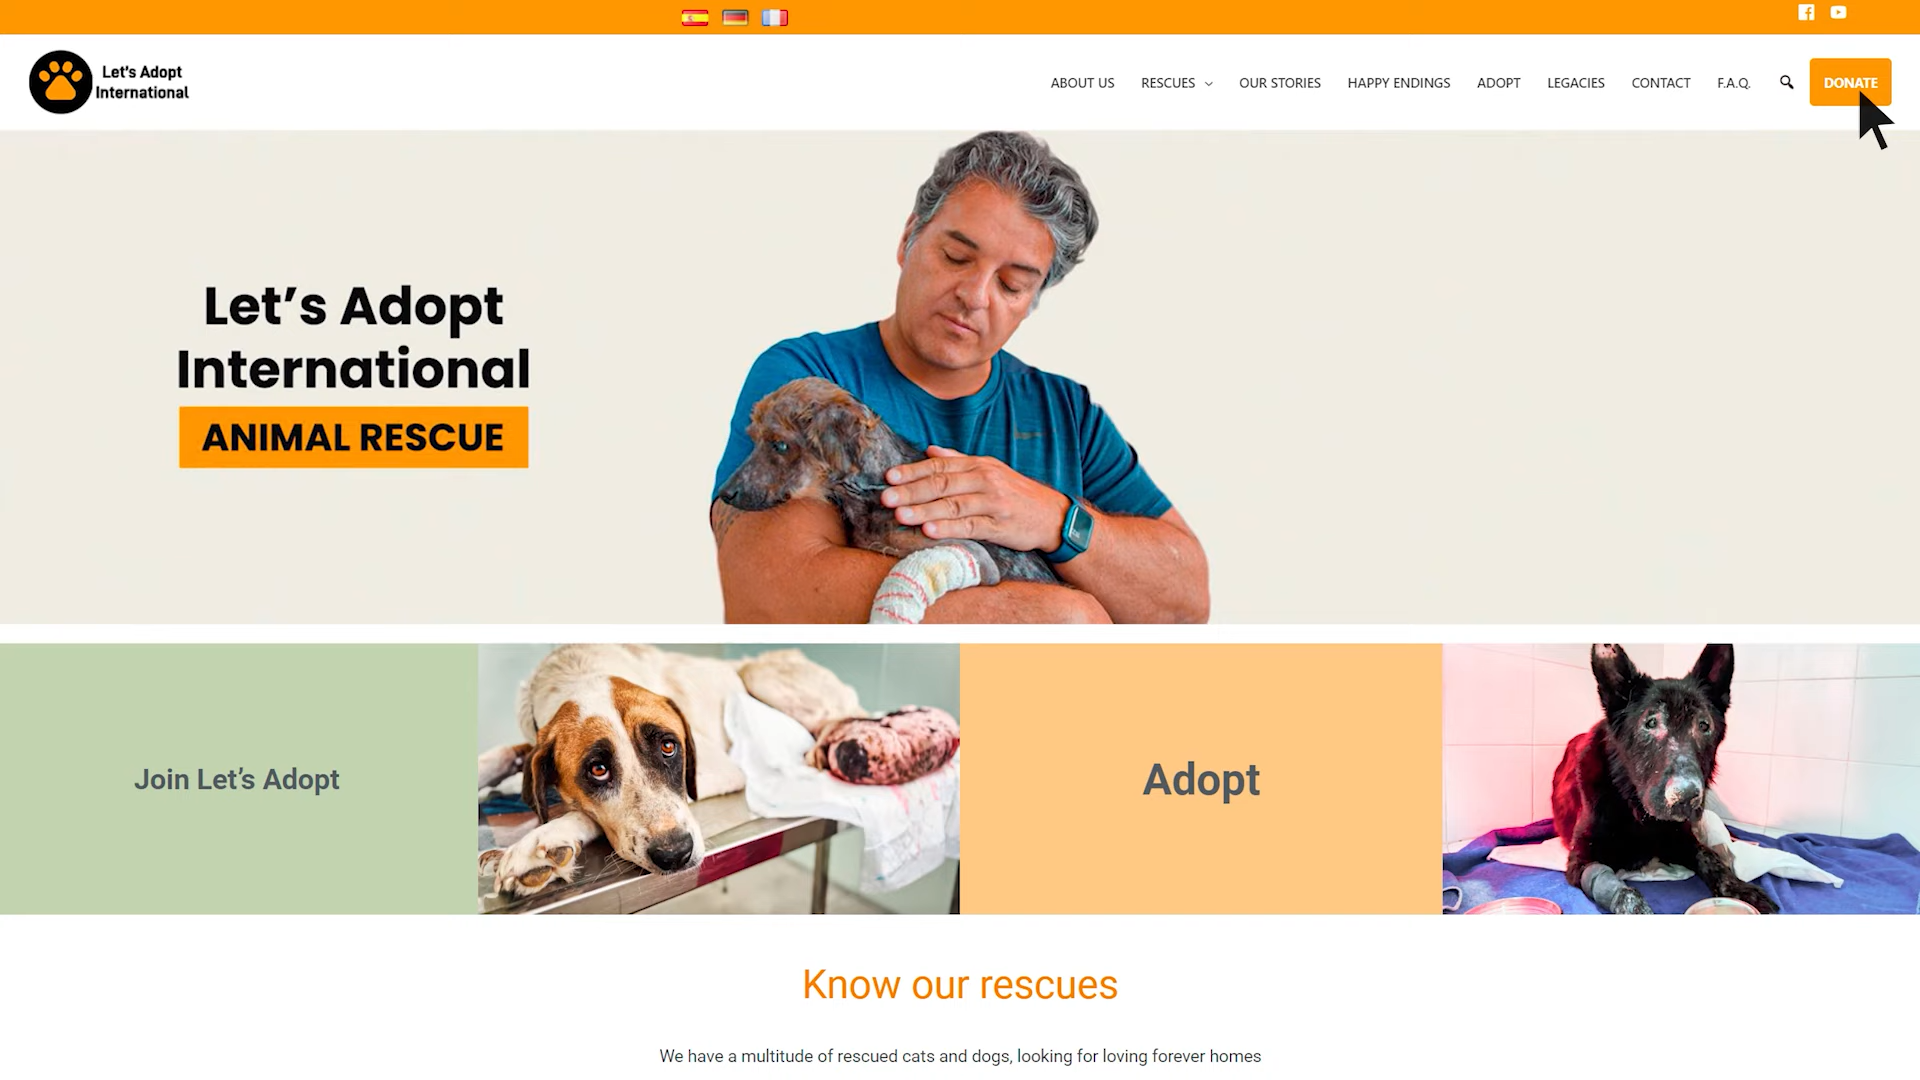 Let's Adopt
International
ABOUT US RESCUES OUR STORIES HAPPY ENDINGS ADOPT LEGACIES CONTACT F.A.Q. DONATE
Let’s Adopt
International
ANIMAL RESCUE
Join Let’s Adopt
Adopt
Know our rescues
We have a multitude of rescued cats and dogs, looking for loving forever homes